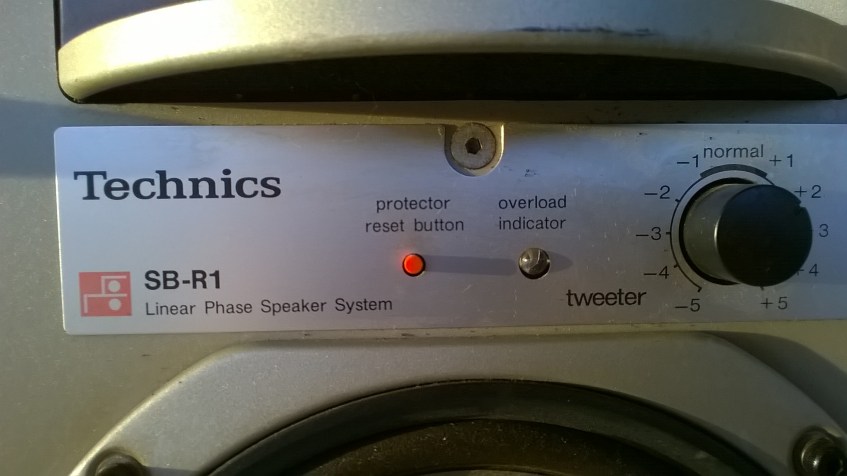 Technics
protector
reset button
overload
indicator
SB-R1
Linear Phase Speaker System
tweeter
normal
-1 +1
-2 +2
-3 3
-4 4
-5 +5